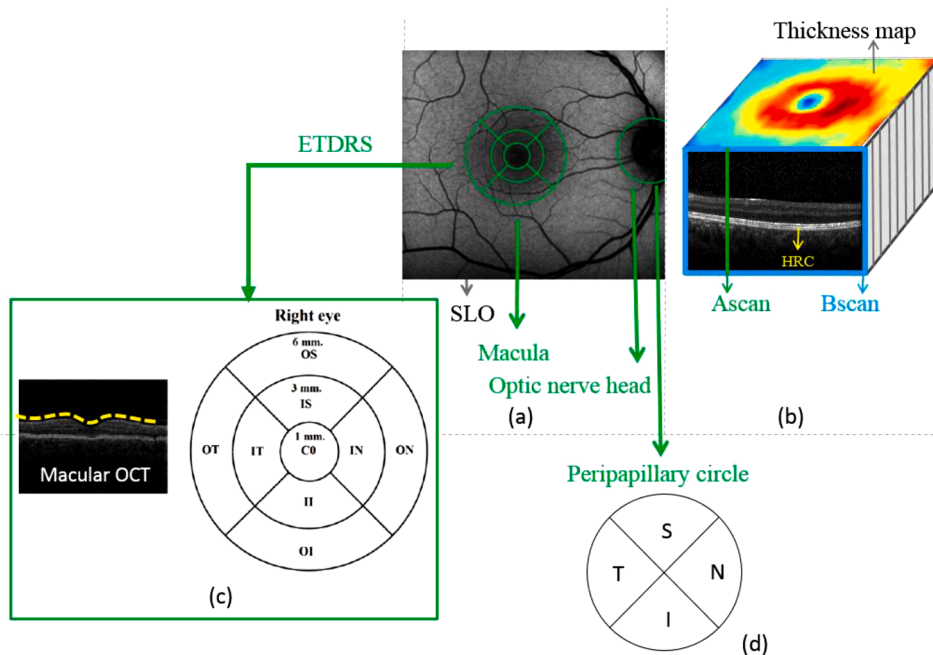 Thickness map
ETDRS
HRC
SLO
Ascan
Bscan
Macula
Optic nerve head
(a)
(b)
Right eye
6 mm.
OS
3 mm.
IS
1 mm.
C0
OT
IT
IN
ON
II
OI
Macular OCT
(c)
Peripapillary circle
S
T
N
I
(d)